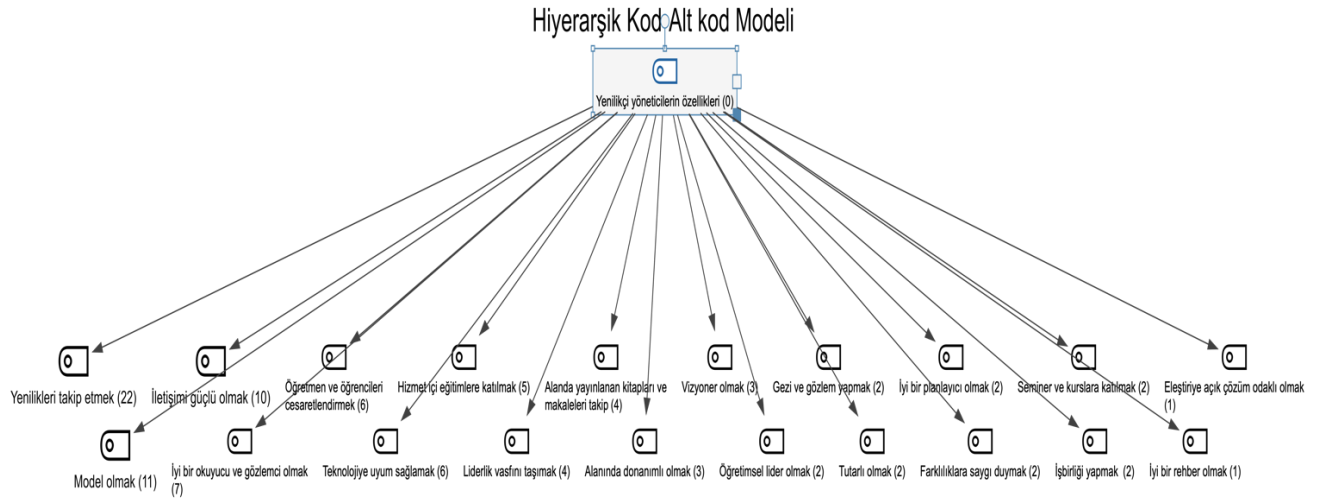 Hiyerarşik Kod Alt kod Modeli
Yenilikçi yöneticilerin özellikleri (0)
Yenilikleri takip etmek (22)
İletişimi güçlü olmak (10)
Öğretmen ve öğrencileri
cesaretlendirmek (6)
Hizmet içi eğitimlere katılmak (5)
Alanda yayınlanan kitapları ve
makaleleri takip (4)
Vizyoner olmak (3)
Gezi ve gözlem yapmak (2)
İyi bir planlayıcı olmak (2)
Seminer ve kurslara katılmak (2)
Eleştiriye açık çözüm odaklı olmak
(1)
Model olmak (11)
İyi bir okuyucu ve gözlemci olmak
(7)
Teknolojiye uyum sağlamak (6)
Liderlik vasfını taşımak (4)
Alanında donanımlı olmak (3)
Öğretimsel lider olmak (2)
Tutarlı olmak (2)
Farklılıklara saygı duymak (2)
İşbirliği yapmak (2)
İyi bir rehber olmak (1)